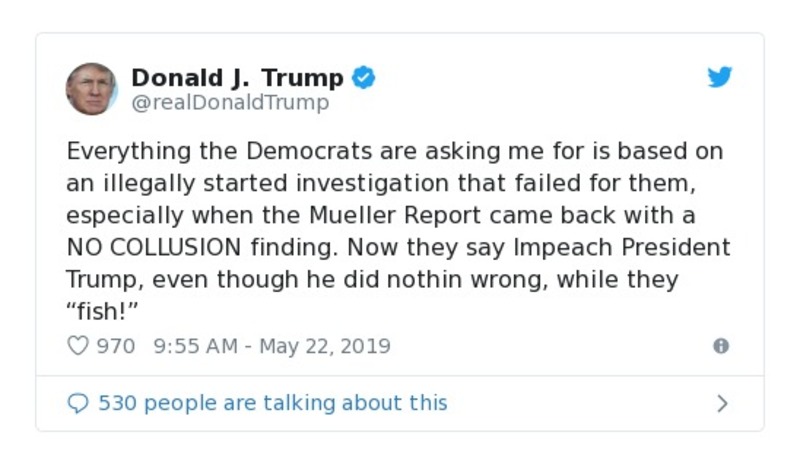 Donald J. Trump
@realDonaldTrump
Everything the Democrats are asking me for is based on
an illegally started investigation that failed for them,
especially when the Mueller Report came back with a
NO COLLUSION finding. Now they say Impeach President
Trump, even though he did nothin wrong, while they
“fish!”
970 9:55 AM - May 22, 2019
530 people are talking about this